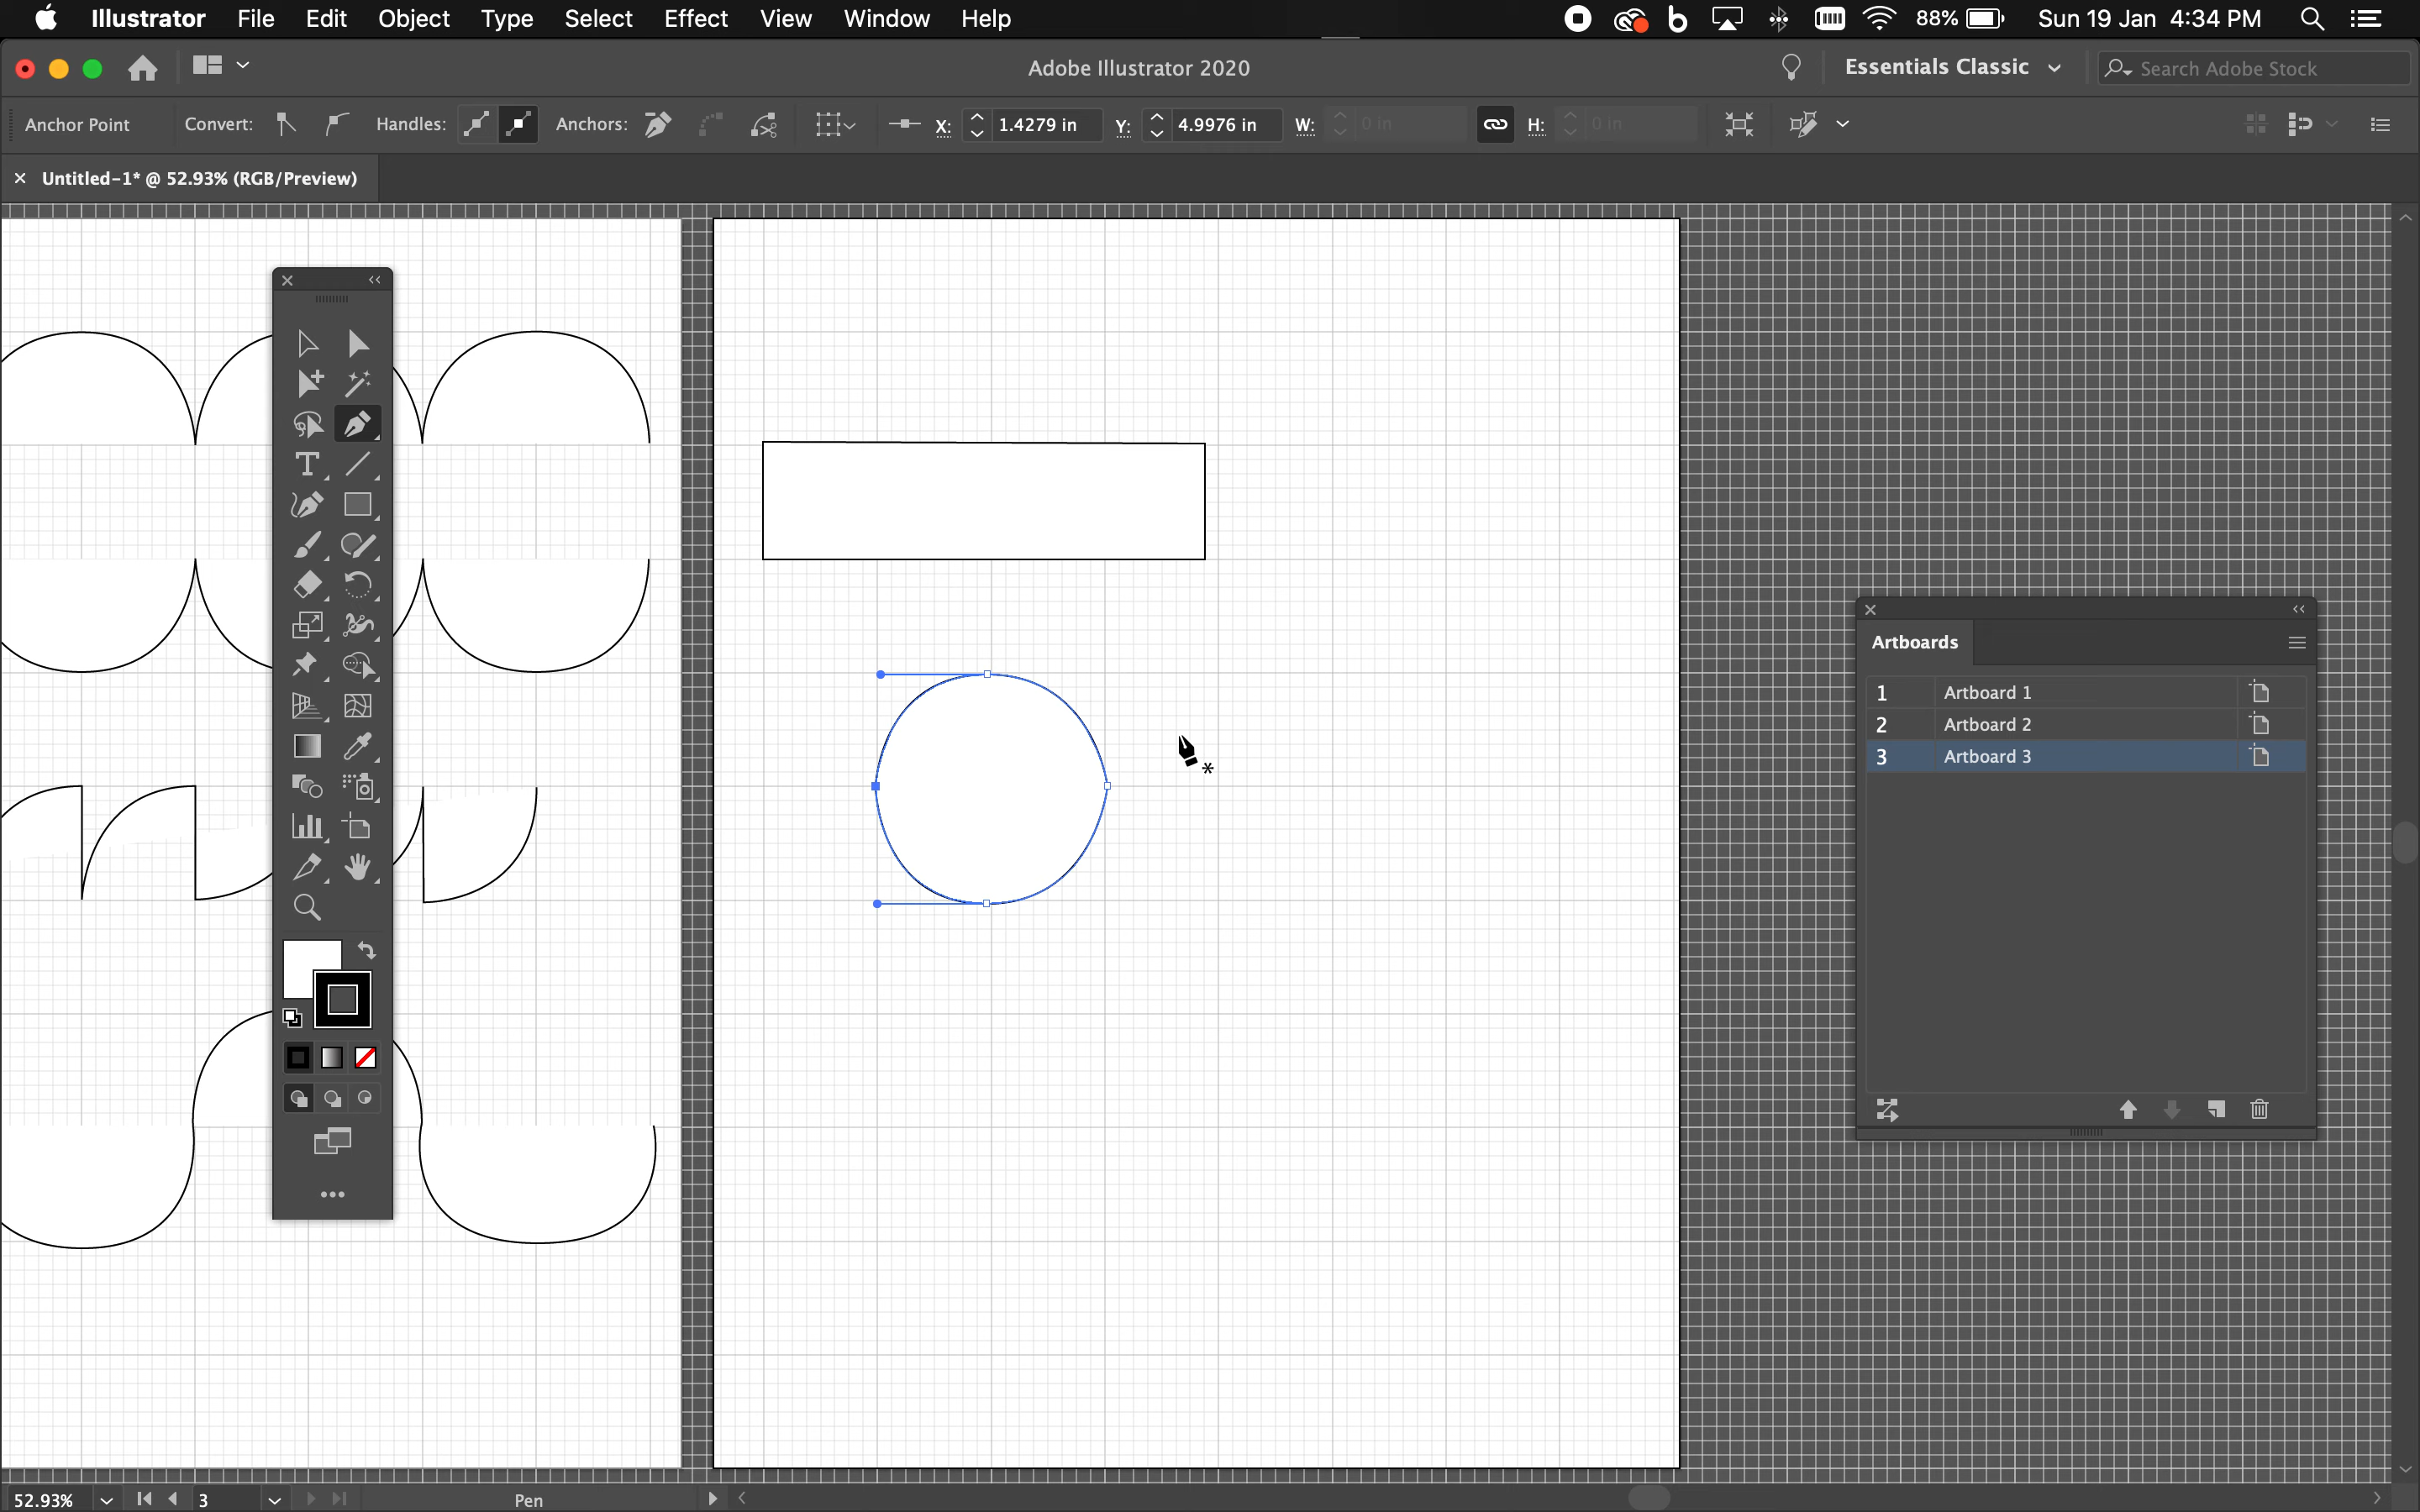 Illustrator File Edit Object Type Select Effect View Window Help 88% Sun 19 Jan 4:34 PM
Adobe Illustrator 2020 Essentials Classic Search Adobe Stock
Anchor Point Convert: Handles: Anchors: X: 1.4279 in Y: 4.9976 in W: 0 in H: 0 in
Untitled-1* @ 52.93% (RGB/Preview)
Artboards
1 Artboard 1
2 Artboard 2
3 Artboard 3
52.93% 3 Pen